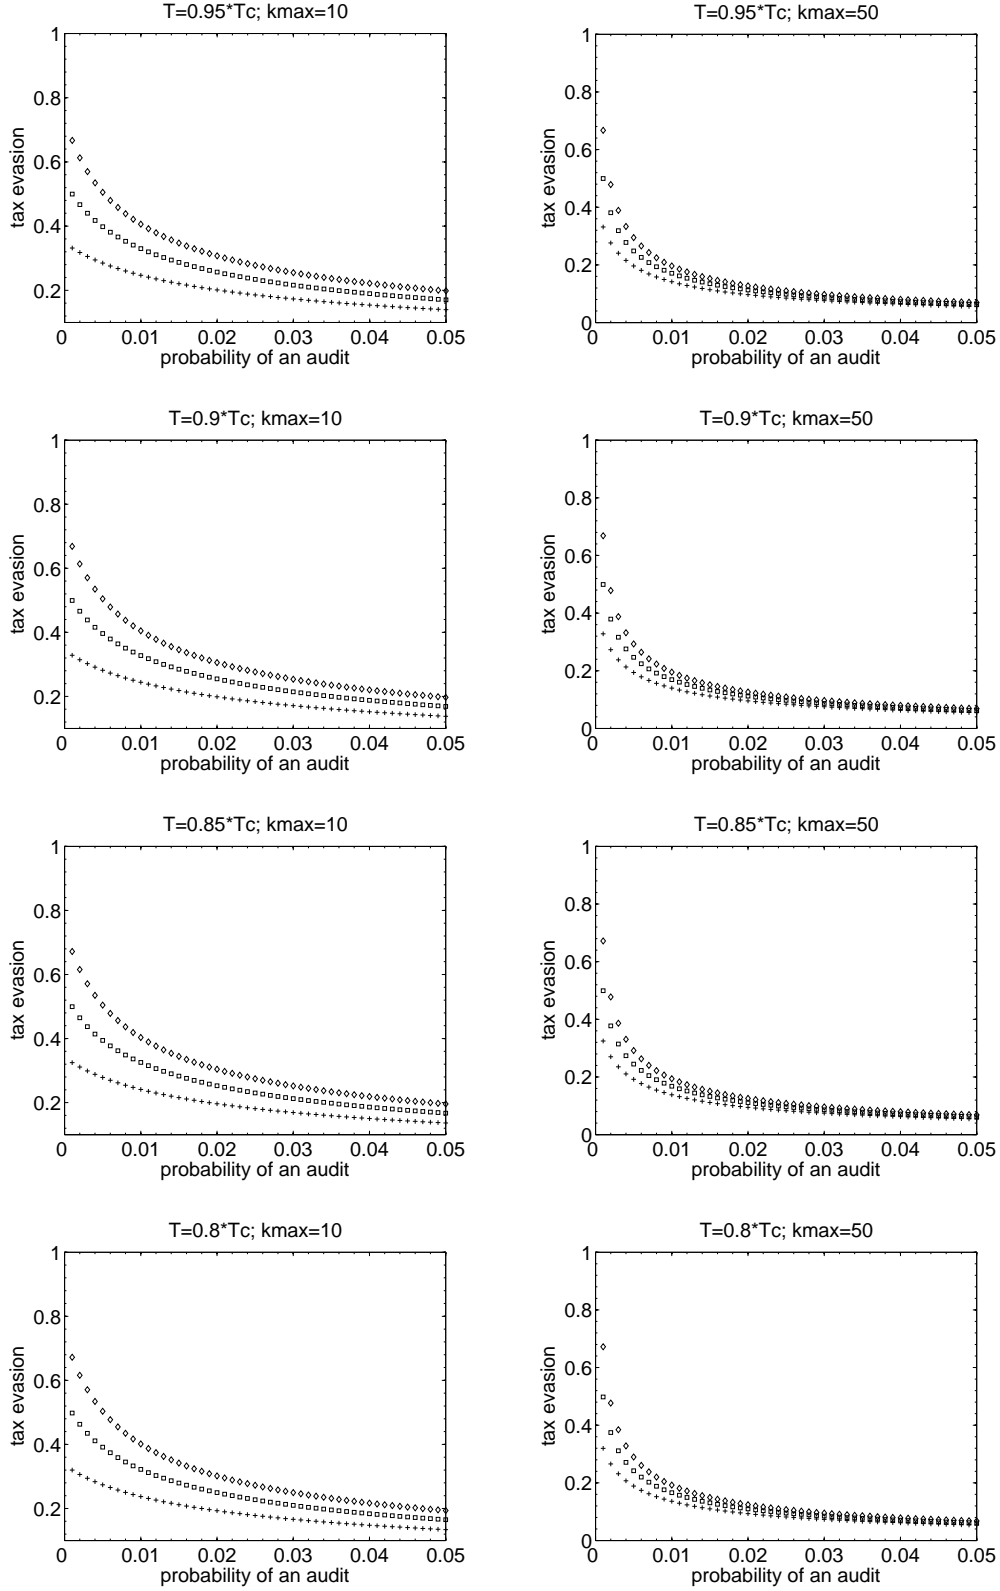 T=0.95*Tc; kmax=10
1
0.8
0.6
0.4
0.2
tax evasion
0 0.01 0.02 0.03 0.04 0.05
probability of an audit
T=0.95*Tc; kmax=50
1
0.8
0.6
0.4
0.2
0
tax evasion
0 0.01 0.02 0.03 0.04 0.05
probability of an audit
T=0.9*Tc; kmax=10
1
0.8
0.6
0.4
0.2
tax evasion
0 0.01 0.02 0.03 0.04 0.05
probability of an audit
T=0.9*Tc; kmax=50
1
0.8
0.6
0.4
0.2
0
tax evasion
0 0.01 0.02 0.03 0.04 0.05
probability of an audit
T=0.85*Tc; kmax=10
1
0.8
0.6
0.4
0.2
tax evasion
0 0.01 0.02 0.03 0.04 0.05
probability of an audit
T=0.85*Tc; kmax=50
1
0.8
0.6
0.4
0.2
0
tax evasion
0 0.01 0.02 0.03 0.04 0.05
probability of an audit
T=0.8*Tc; kmax=10
1
0.8
0.6
0.4
0.2
tax evasion
0 0.01 0.02 0.03 0.04 0.05
probability of an audit
T=0.8*Tc; kmax=50
1
0.8
0.6
0.4
0.2
0
tax evasion
0 0.01 0.02 0.03 0.04 0.05
probability of an audit